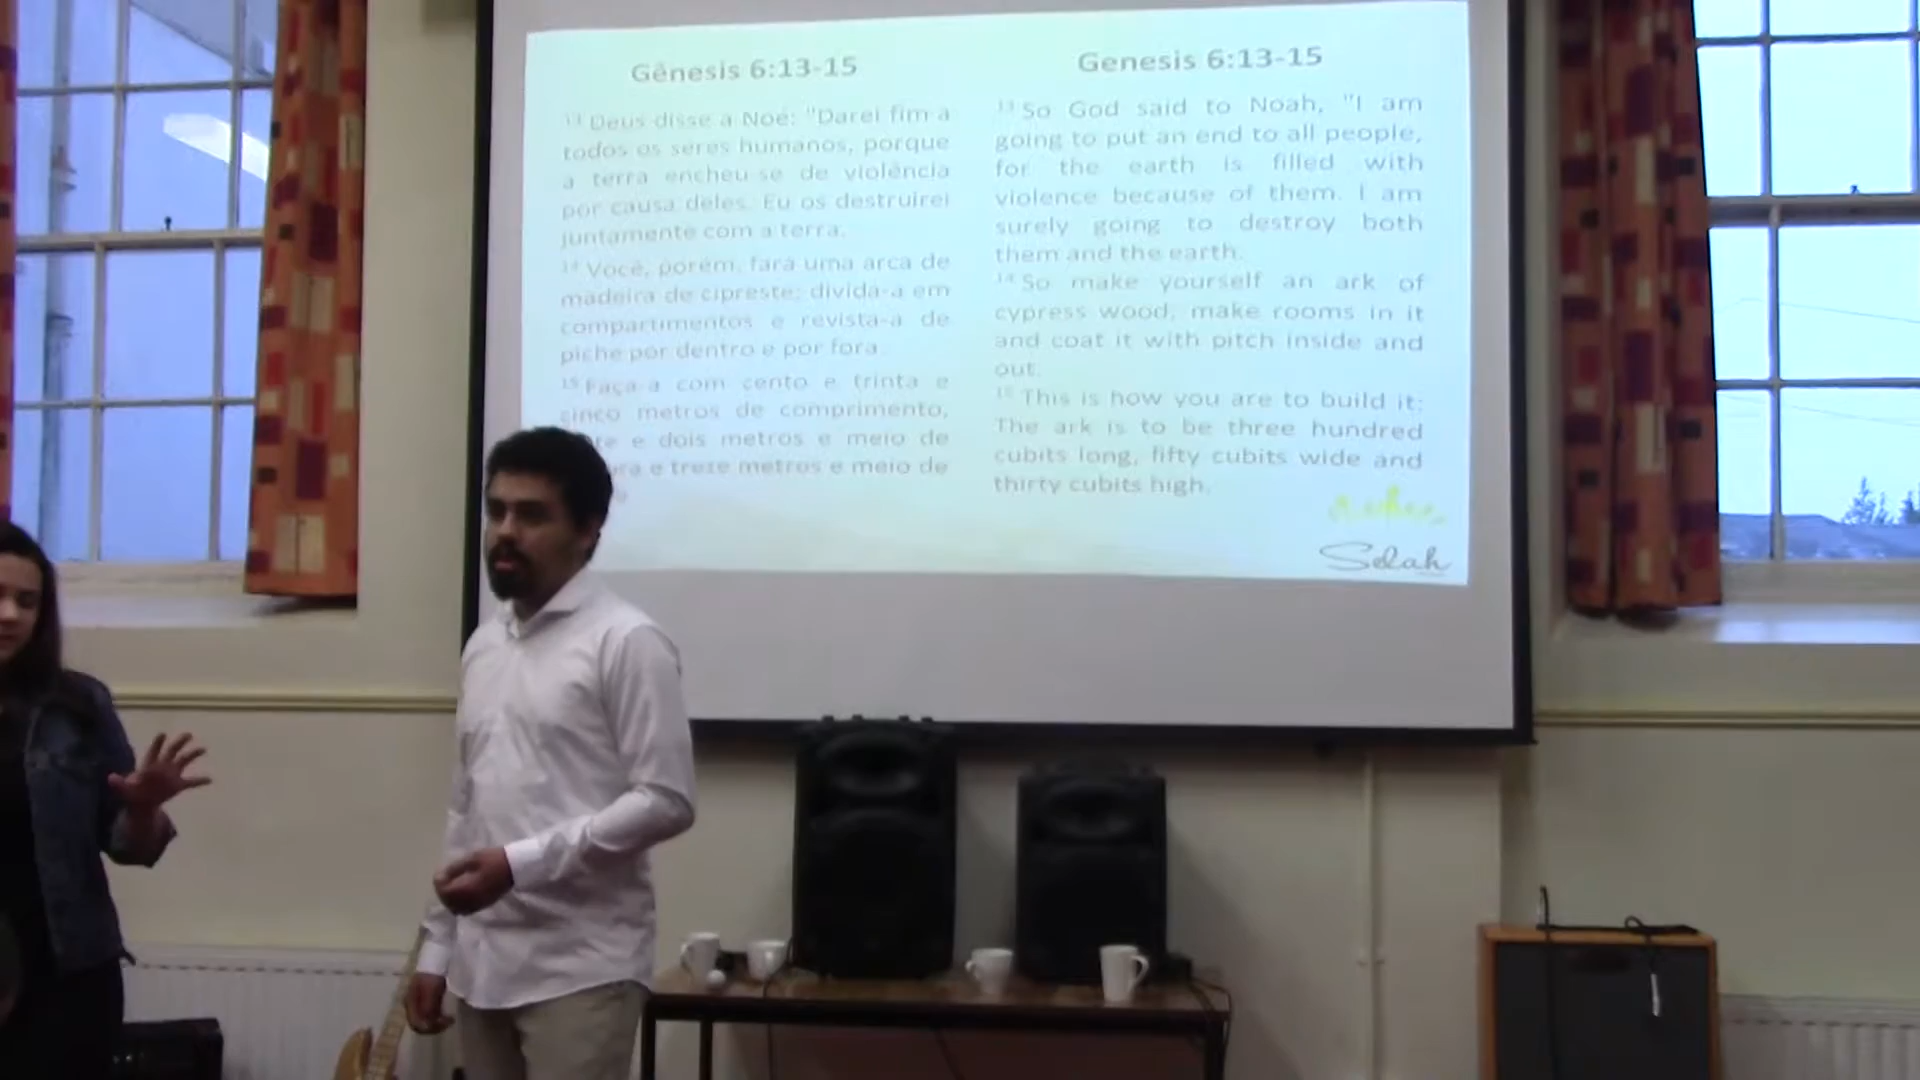 Gênesis 6:13-15
13 Deus disse a Noé: "Darei fim a
todos os seres humanos, porque
a terra encheu-se de violência
por causa deles. Eu os destruirei
juntamente com a terra.
14 Você, porém, fará uma arca de
madeira de cipreste; divida-a em
compartimentos e revista-a de
piche por dentro e por fora.
15 Faça-a com cento e trinta e
cinco metros de comprimento,
e dois metros e meio de
e treze metros e meio de
Genesis 6:13-15
13 So God said to Noah, "I am
going to put an end to all people,
for the earth is filled with
violence because of them. I am
surely going to destroy both
them and the earth.
14 So make yourself an ark of
cypress wood; make rooms in it
and coat it with pitch inside and
out.
15 This is how you are to build it:
The ark is to be three hundred
cubits long, fifty cubits wide and
thirty cubits high.
Selah